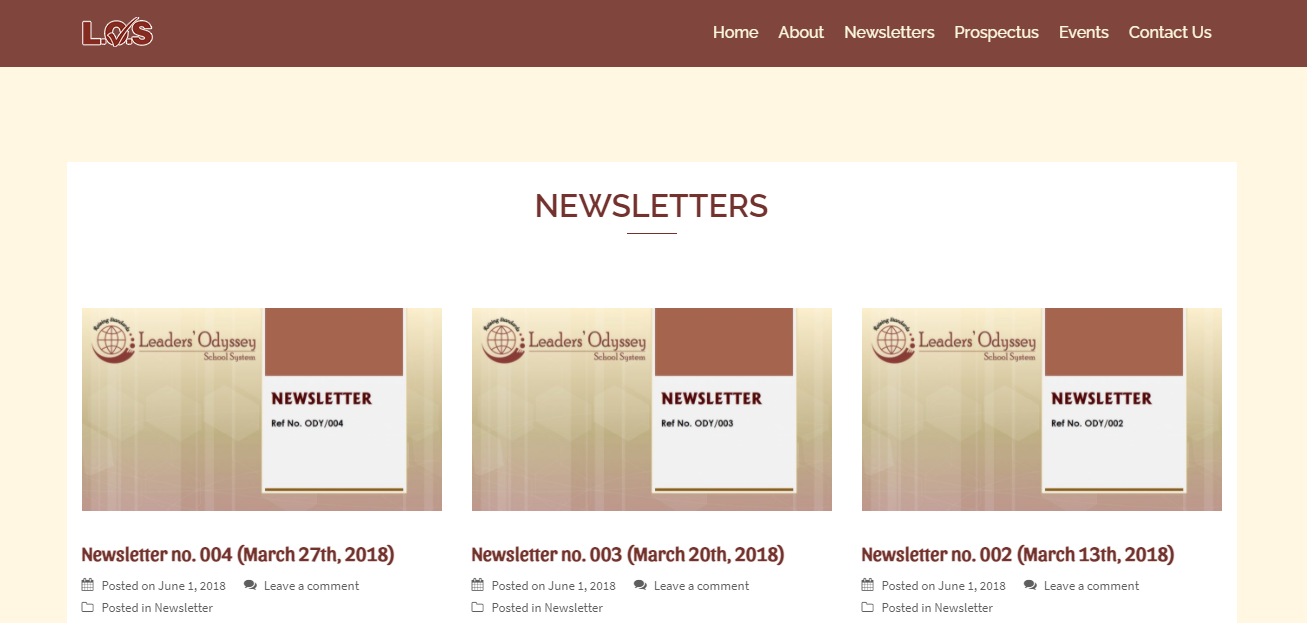 L.O.S
Home About Newsletters Prospectus Events Contact Us
NEWSLETTERS
Raising Standards
Leaders' Odyssey
School System
NEWSLETTER
Ref No. ODY/004
Raising Standards
Leaders' Odyssey
School System
NEWSLETTER
Ref No. ODY/003
Raising Standards
Leaders' Odyssey
School System
NEWSLETTER
Ref No. ODY/002
Newsletter no. 004 (March 27th, 2018)
Posted on June 1, 2018 Leave a comment
Posted in Newsletter
Newsletter no. 003 (March 20th, 2018)
Posted on June 1, 2018 Leave a comment
Posted in Newsletter
Newsletter no. 002 (March 13th, 2018)
Posted on June 1, 2018 Leave a comment
Posted in Newsletter